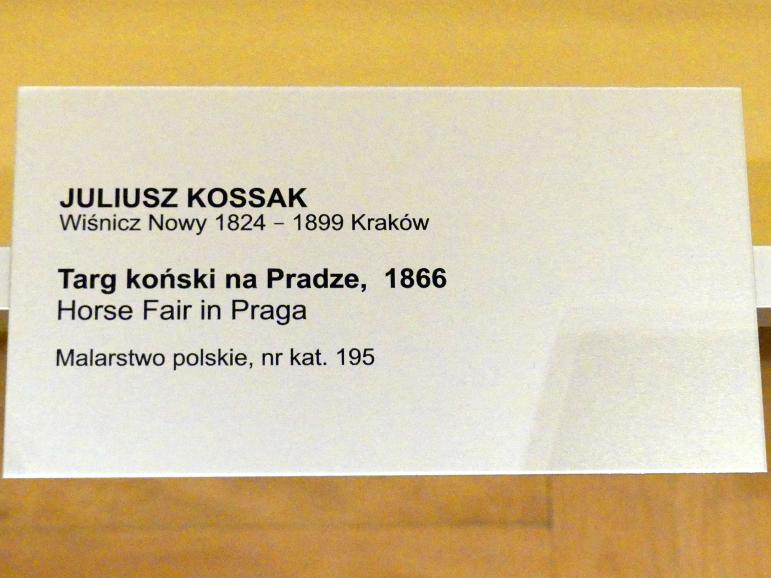 JULIUSZ KOSSAK
Wiśnicz Nowy 1824 – 1899 Kraków
Targ koński na Pradze, 1866
Horse Fair in Praga
Malarstwo polskie, nr kat. 195